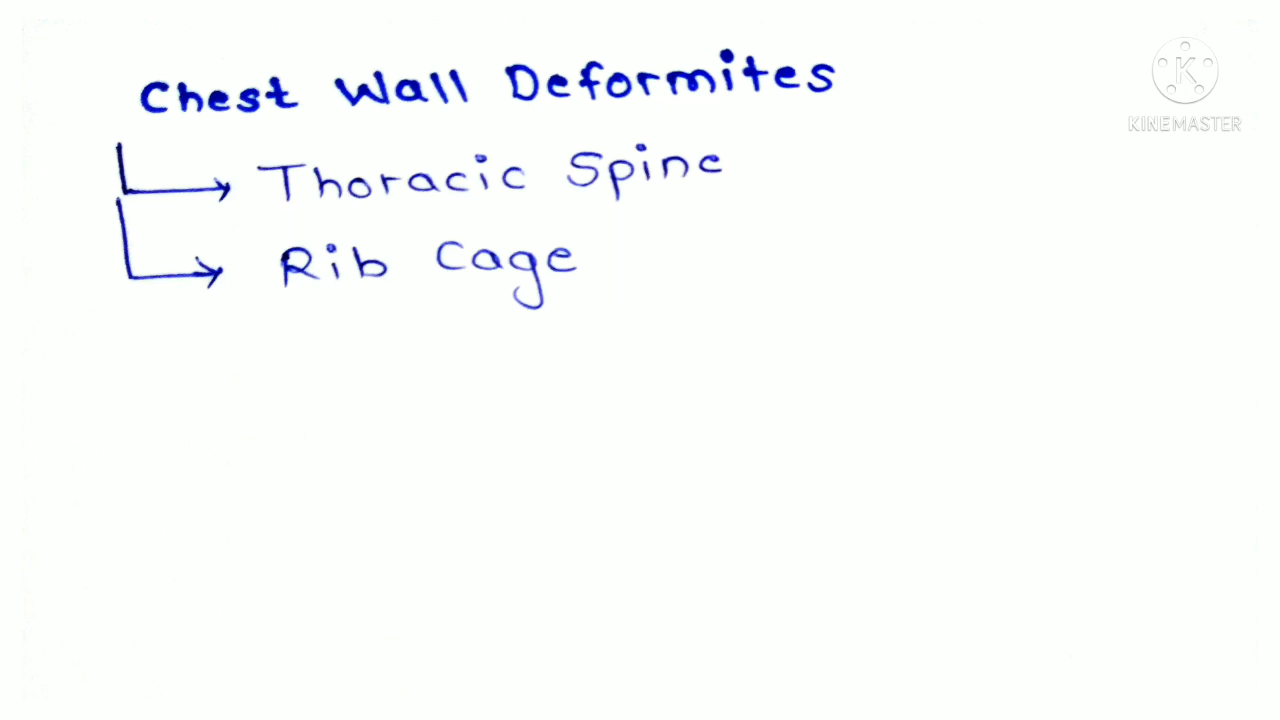 Chest Wall Deformites
Thoracic Spine
Rib Cage
K
KINEMASTER